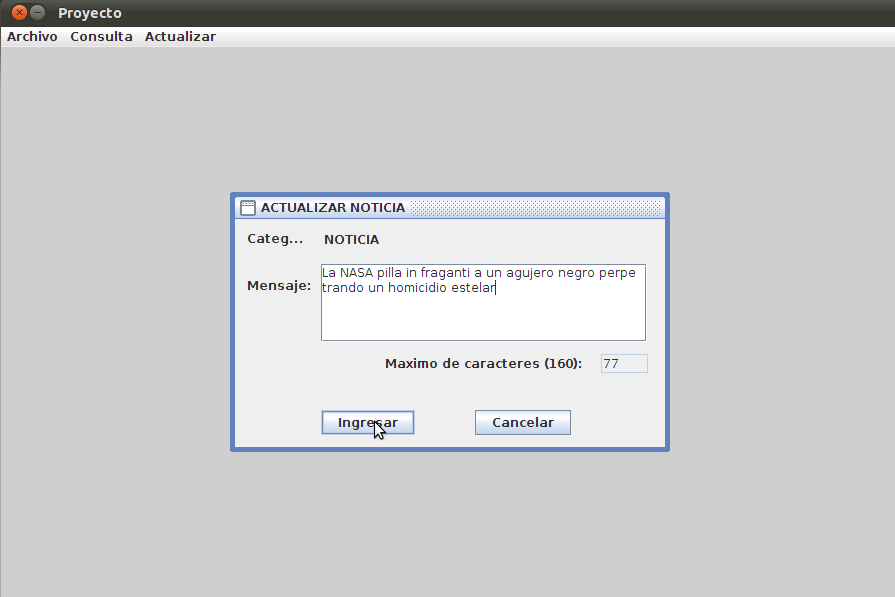 Proyecto
Archivo Consulta Actualizar
ACTUALIZAR NOTICIA
Categ... NOTICIA
Mensaje:
La NASA pilla in fraganti a un agujero negro perpe
trando un homicidio estelar
Maximo de caracteres (160): 77
Ingresar Cancelar